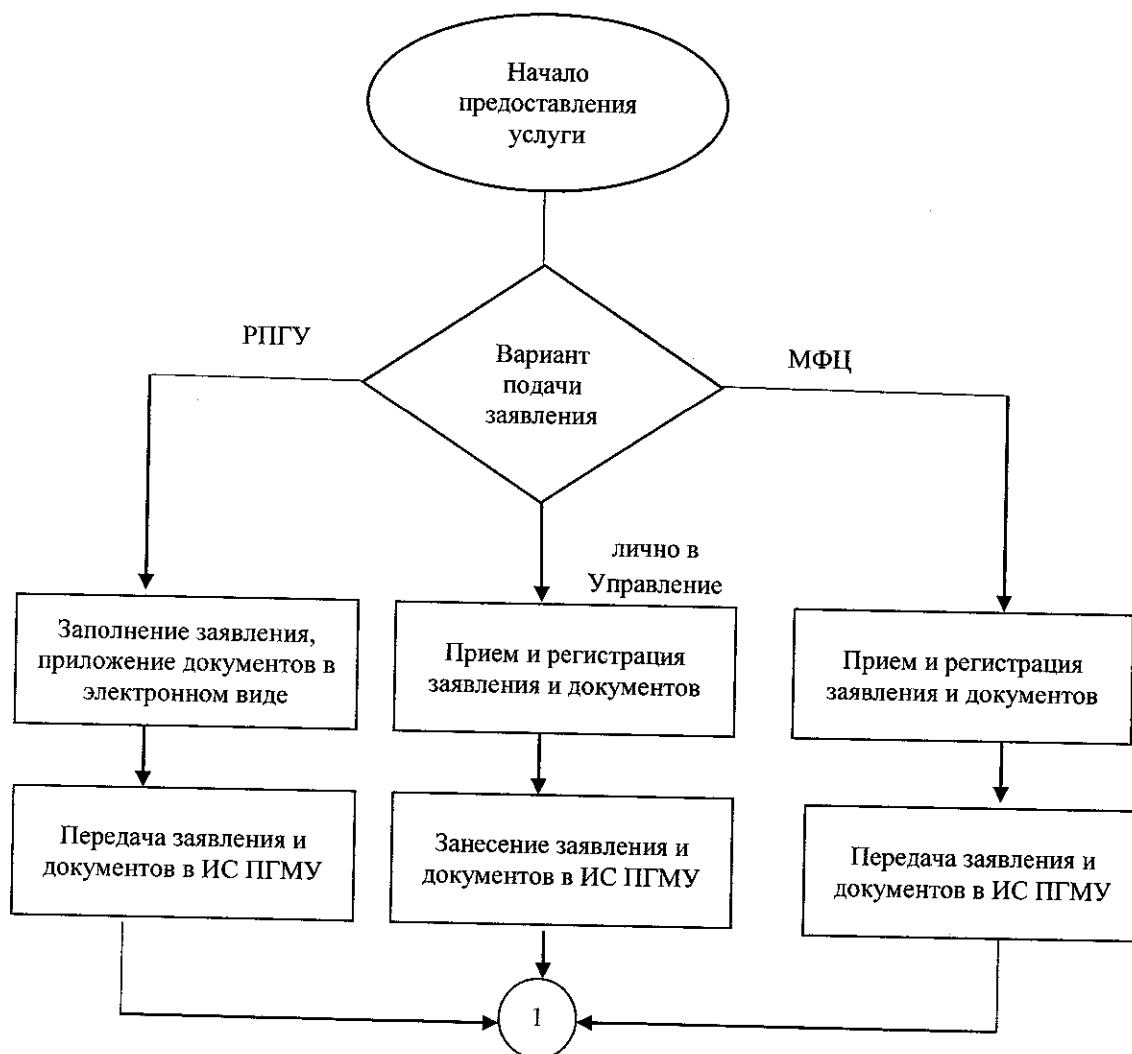 Начало
предоставления
услуги
РПГУ
Вариант
подачи
заявления
МФЦ
лично в
Управление
Заполнение заявления,
приложение документов в
электронном виде
Прием и регистрация
заявления и документов
Прием и регистрация
заявления и документов
Передача заявления и
документов в ИС ПГМУ
Занесение заявления и
документов в ИС ПГМУ
Передача заявления и
документов в ИС ПГМУ
1